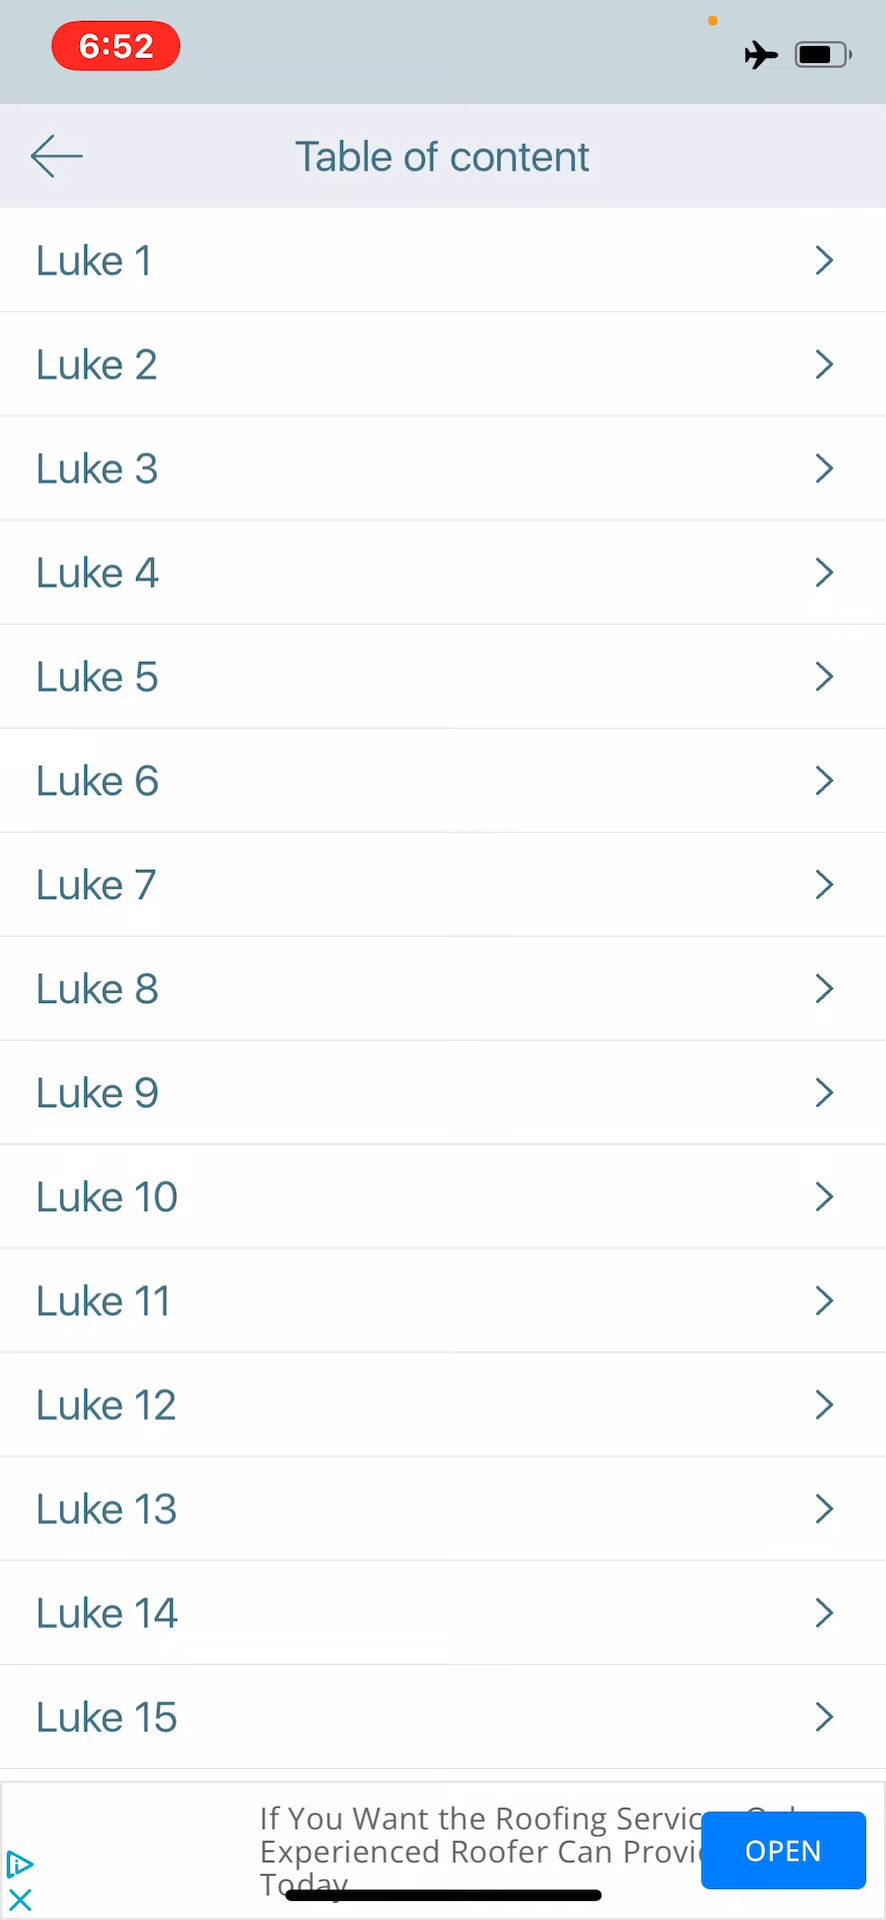 6:52
Table of content
Luke 1
Luke 2
Luke 3
Luke 4
Luke 5
Luke 6
Luke 7
Luke 8
Luke 9
Luke 10
Luke 11
Luke 12
Luke 13
Luke 14
Luke 15
If You Want the Roofing
Experienced Roofer Can
Today
OPEN